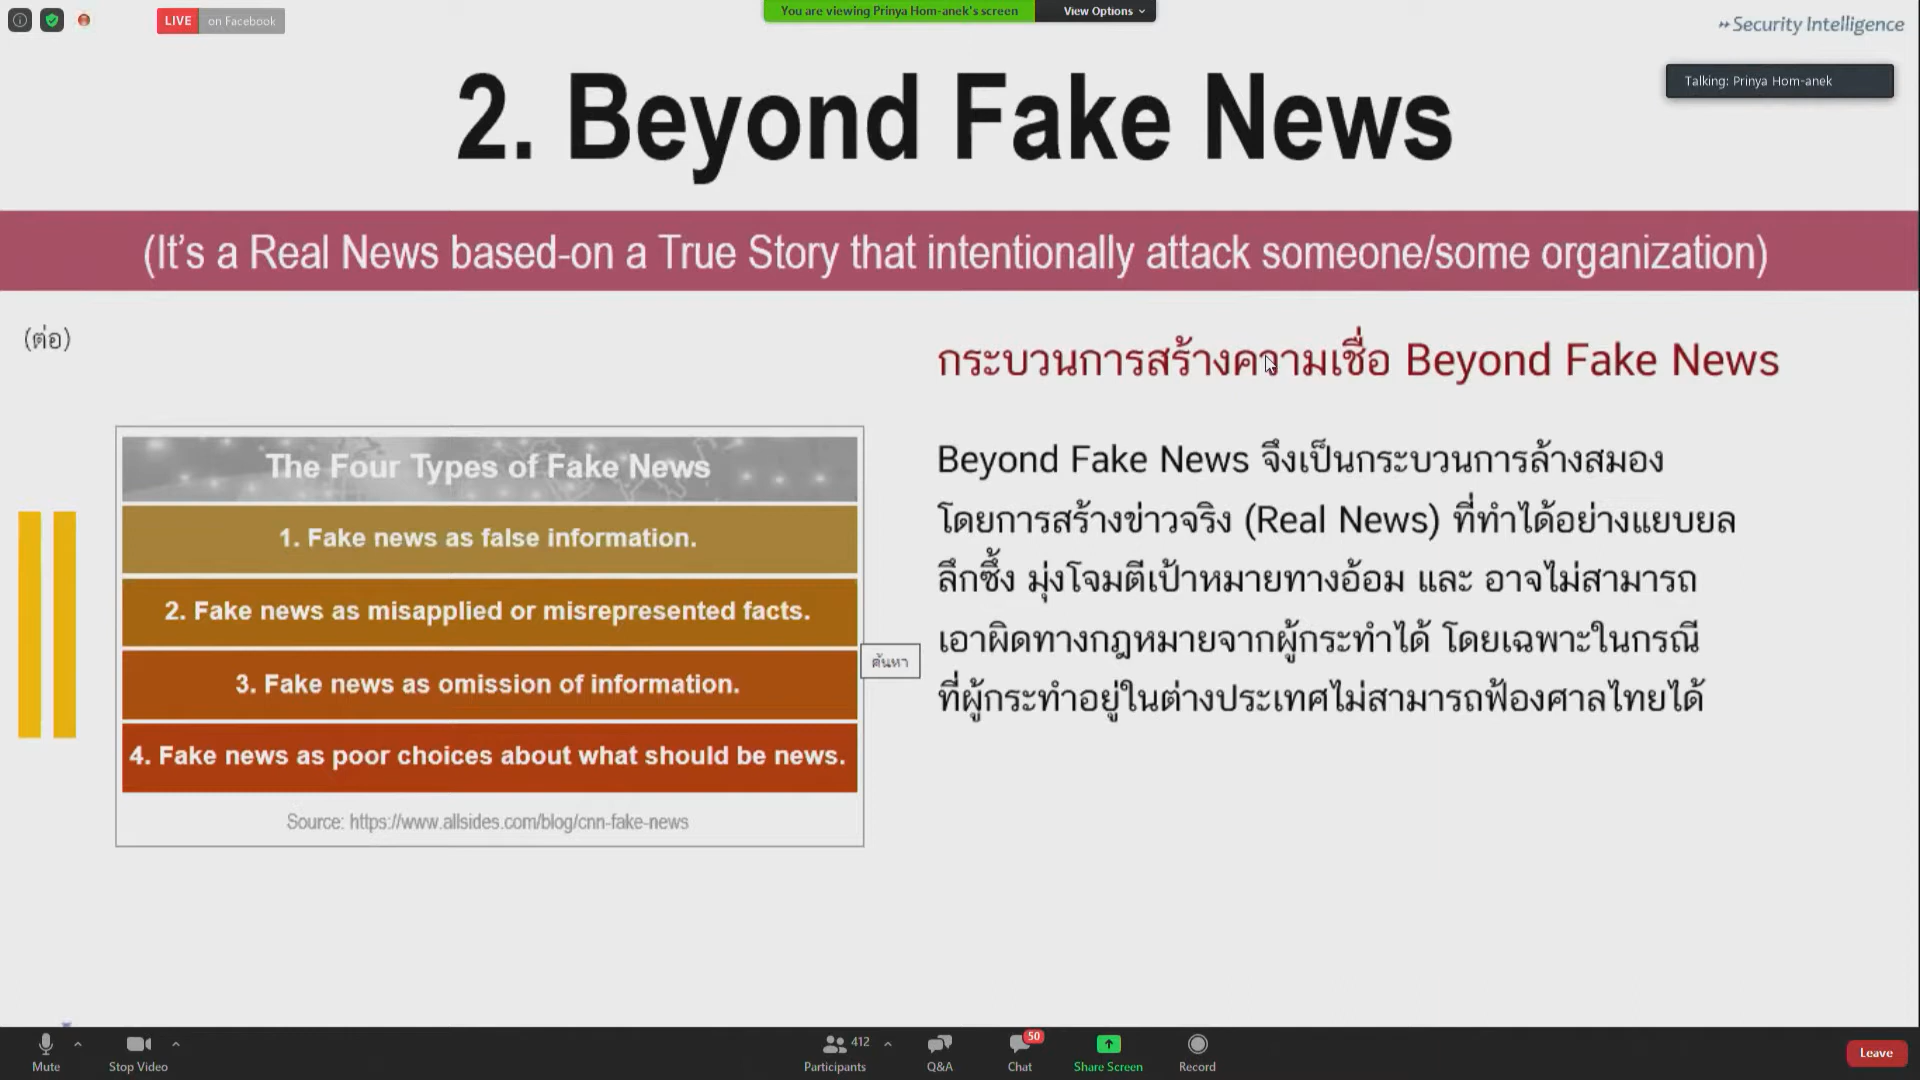 LIVE on Facebook
You are viewing Prinya Hom-anek's screen
View Options
Security Intelligence
Talking: Prinya Hom-anek
2. Beyond Fake News
(It's a Real News based-on a True Story that intentionally attack someone/some organization)
(ต่อ)
The Four Types of Fake News
1. Fake news as false information.
2. Fake news as misapplied or misrepresented facts.
3. Fake news as omission of information.
4. Fake news as poor choices about what should be news.
Source: https://www.allsides.com/blog/cnn-fake-news
ค้นหา
กระบวนการสร้างความเชื่อ Beyond Fake News
Beyond Fake News จึงเป็นกระบวนการล้างสมอง
โดยการสร้างข่าวจริง (Real News) ที่ทำได้อย่างแยบยล
ลึกซึ้ง มุ่งโจมตีเป้าหมายทางอ้อม และ อาจไม่สามารถ
เอาผิดทางกฎหมายจากผู้กระทำได้ โดยเฉพาะในกรณี
ที่ผู้กระทำอยู่ในต่างประเทศไม่สามารถฟ้องศาลไทยได้
Mute
Stop Video
412
Participants
Q&A
50
Chat
Share Screen
Record
Leave